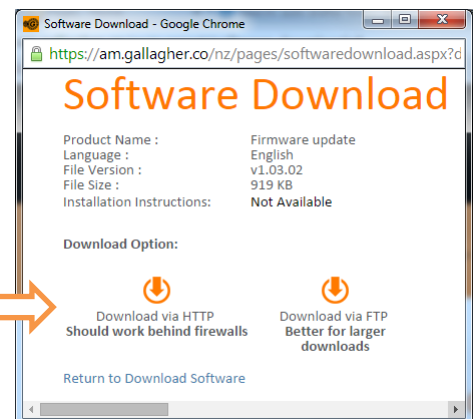 Software Download - Google Chrome
https://am.gallagher.co/nz/pages/softwaredownload.aspx?d
Software Download
Product Name : Firmware update
Language : English
File Version : v1.03.02
File Size : 919 KB
Installation Instructions: Not Available
Download Option:
Download via HTTP Download via FTP
Should work behind firewalls Better for larger
downloads
Return to Download Software